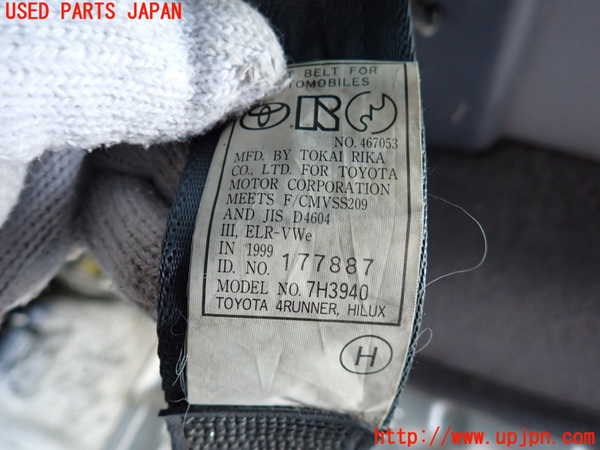 USED PARTS JAPAN
BELT FOR
NO. 467053
MFD. BY TOKAI RIKA
CO., LTD. FOR TOYOTA
MOTOR CORPORATION
MEETS F/CMVSS209
AND JIS D4604
III, ELR-VWe
IN 1999
ID. NO. 177887
MODEL NO. 7H3940
TOYOTA 4RUNNER, HILUX
H
http://www.upjpn.com/